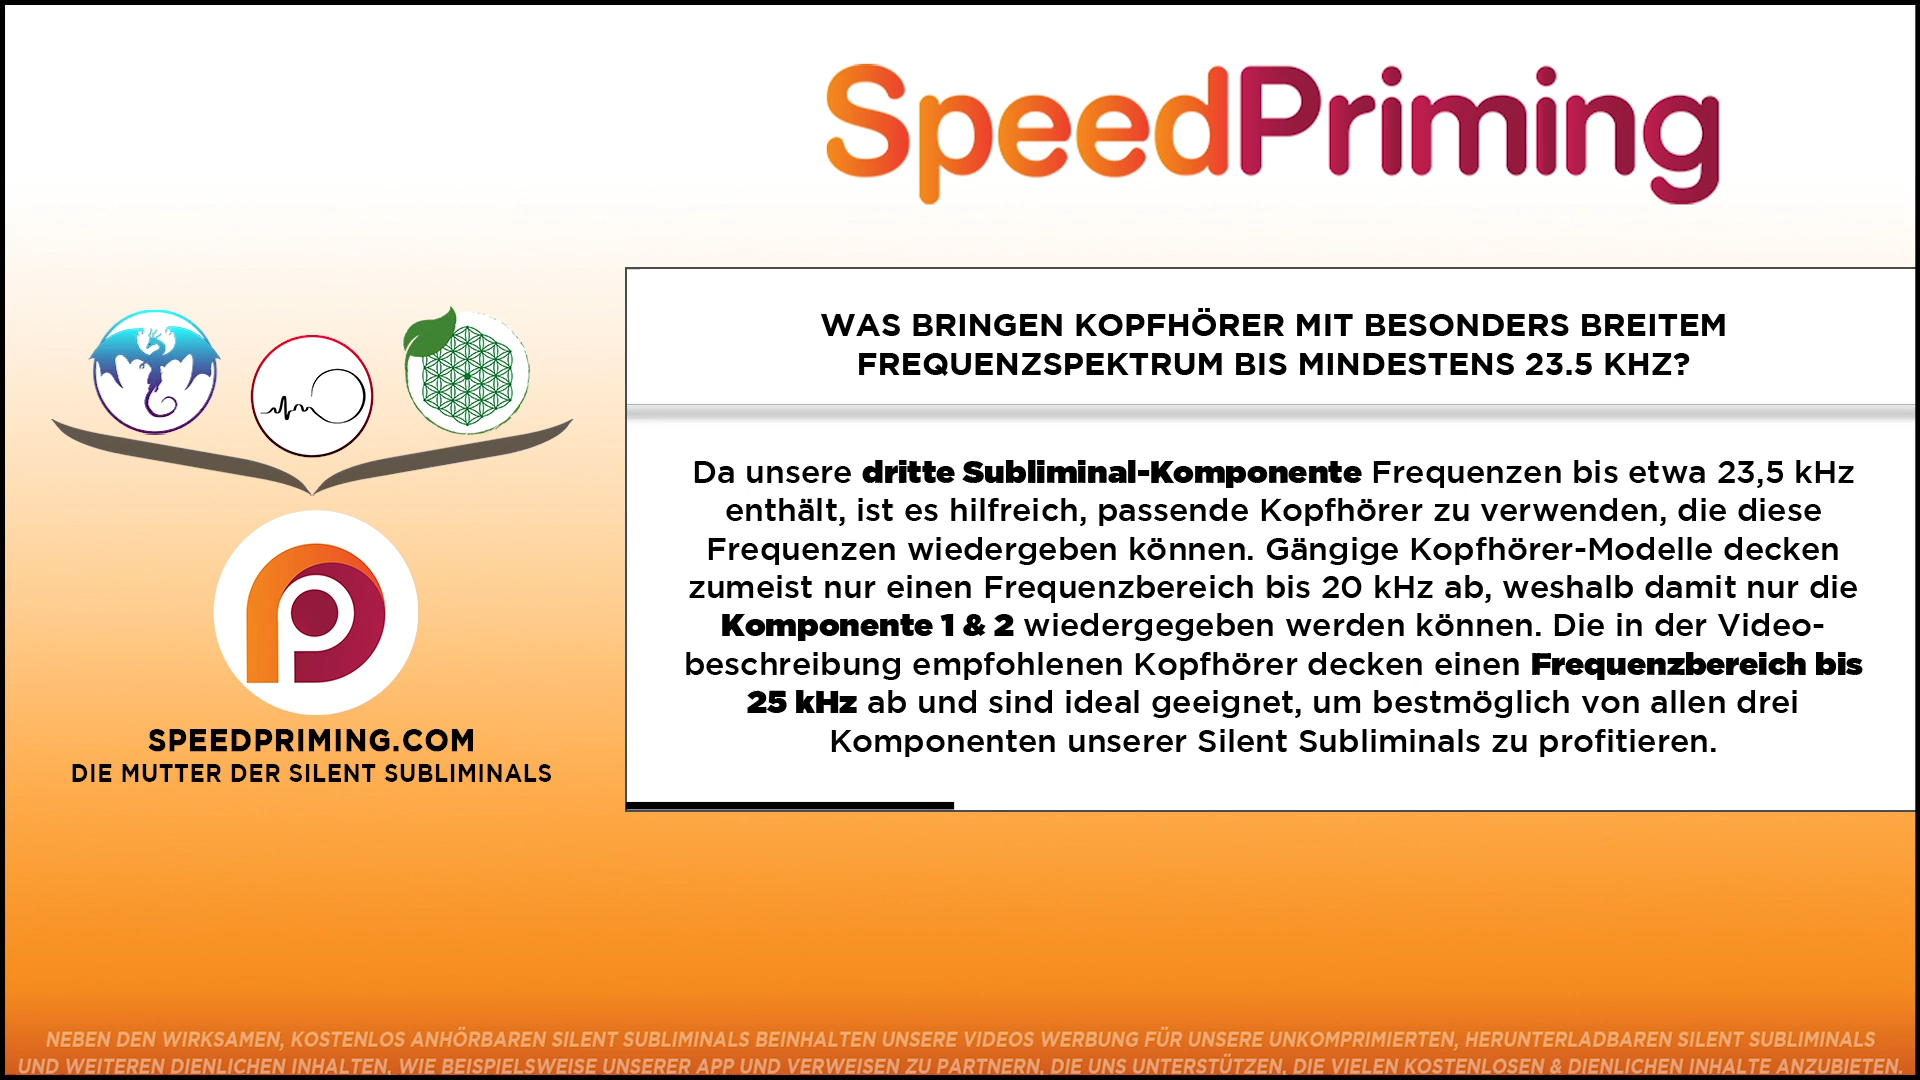 SpeedPriming
WAS BRINGEN KOPFHÖRER MIT BESONDERS BREITEM
FREQUENZSPEKTRUM BIS MINDESTENS 23.5 KHZ?
Da unsere dritte Subliminal-Komponente Frequenzen bis etwa 23,5 kHz
enthält, ist es hilfreich, passende Kopfhörer zu verwenden, die diese
Frequenzen wiedergeben können. Gängige Kopfhörer-Modelle decken
zumeist nur einen Frequenzbereich bis 20 kHz ab, weshalb damit nur die
Komponente 1 & 2 wiedergegeben werden können. Die in der Video-
beschreibung empfohlenen Kopfhörer decken einen Frequenzbereich bis
25 kHz ab und sind ideal geeignet, um bestmöglich von allen drei
Komponenten unserer Silent Subliminals zu profitieren.
SPEEDPRIMING.COM
DIE MUTTER DER SILENT SUBLIMINALS
NEBEN DEN WIRKSAMEN, KOSTENLOS ANHÖRBAREN SILENT SUBLIMINALS BEINHALTEN UNSERE VIDEOS WERBUNG FÜR UNSERE UNKOMPRIMIERTEN, HERUNTERLADBAREN SILENT SUBLIMINALS
UND WEITEREN DIENLICHEN INHALTEN, WIE BEISPIELSWEISE UNSERER APP UND VERWEISEN ZU PARTNERN, DIE UNS UNTERSTÜTZEN, DIE VIELEN KOSTENLOSEN & DIENLICHEN INHALTE ANZUBIETEN.